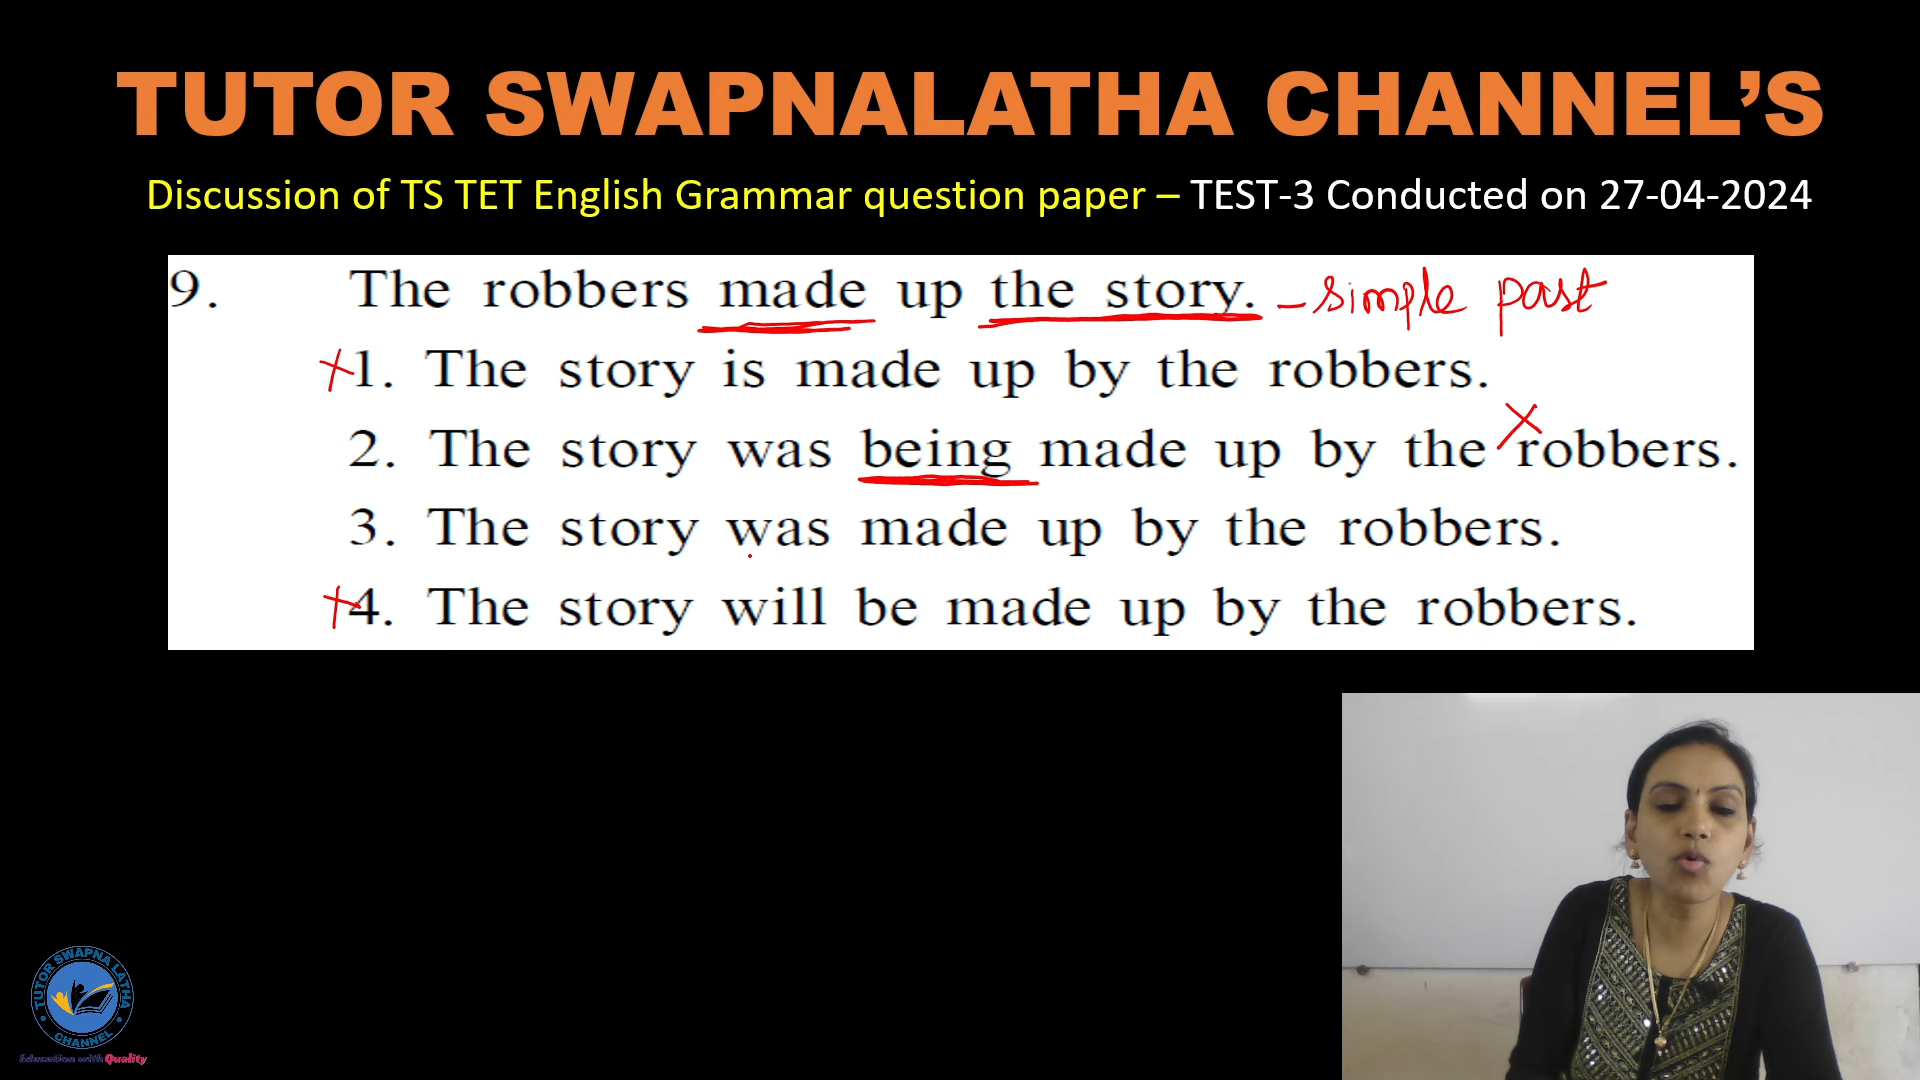 TUTOR SWAPNALATHA CHANNEL’S
Discussion of TS TET English Grammar question paper – TEST-3 Conducted on 27-04-2024
9. The robbers made up the story. – simple past
1. The story is made up by the robbers.
2. The story was being made up by the robbers.
3. The story was made up by the robbers.
4. The story will be made up by the robbers.
TUTOR SWAPNA LATHA
CHANNEL
Education with Quality